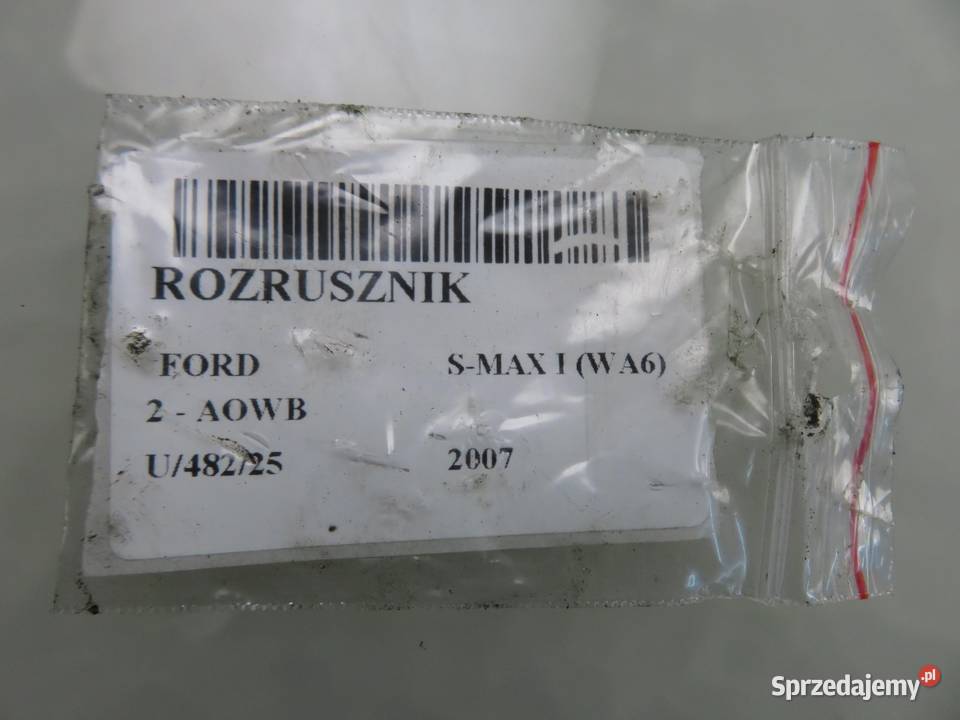 ROZRUSZNIK
FORD S-MAX I (WA6)
2 - AOWB
U/482/25 2007
Sprzedajemy.pl